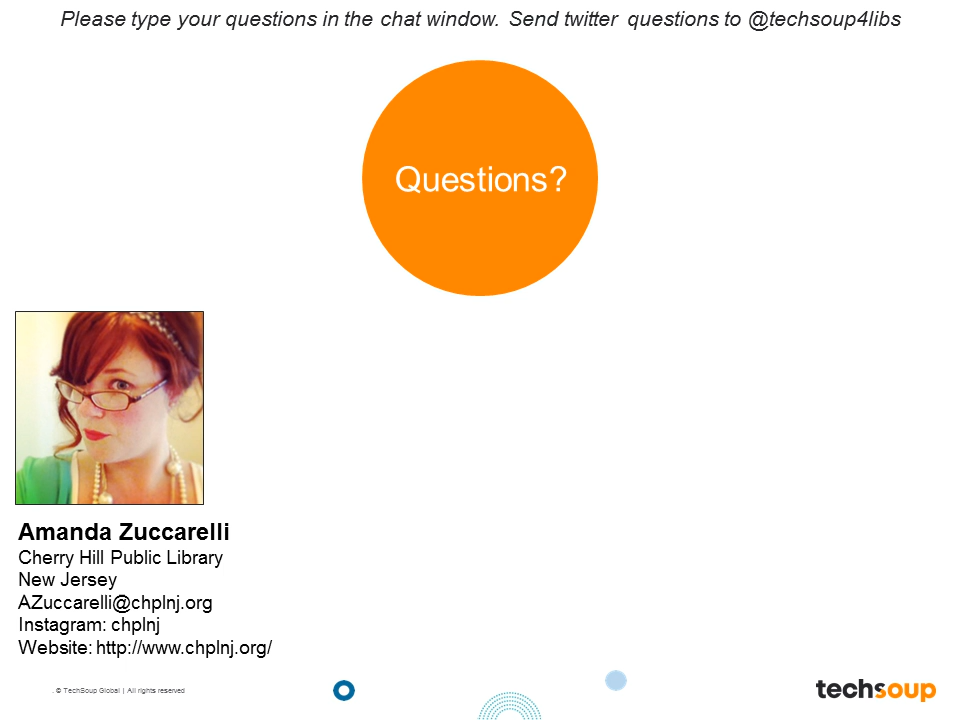 Please type your questions in the chat window. Send twitter questions to @techsoup4libs
Questions?
Amanda Zuccarelli
Cherry Hill Public Library
New Jersey
AZuccarelli@chplnj.org
Instagram: chplnj
Website: http://www.chplnj.org/
. © TechSoup Global | All rights reserved
techsoup